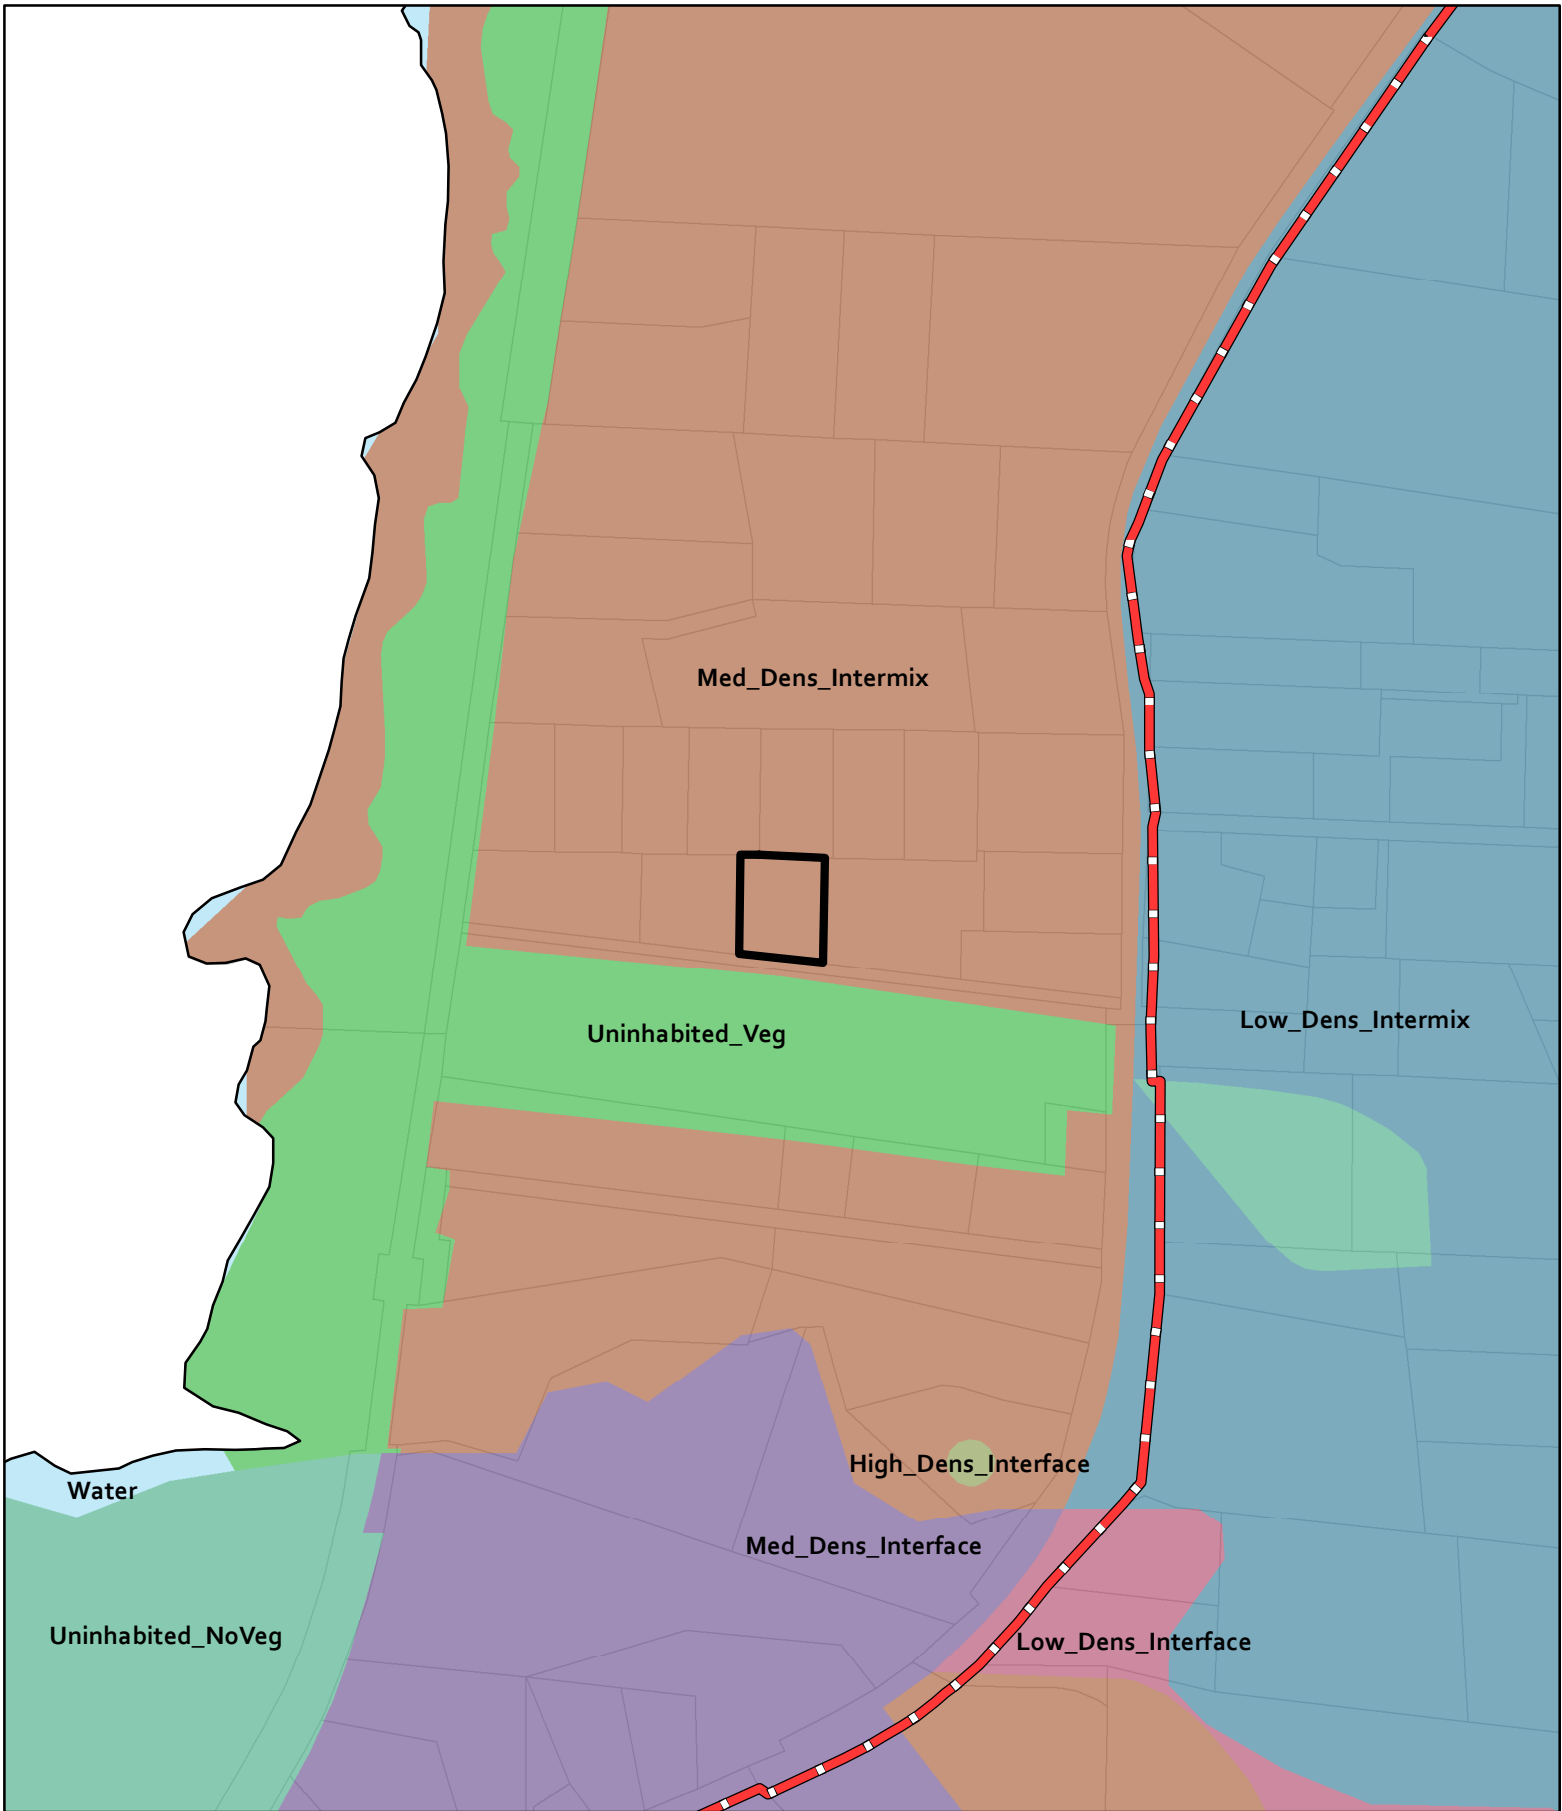 Med_Dens_Intermix
Low_Dens_Intermix
Uninhabited_Veg
High_Dens_Interface
Water
Med_Dens_Interface
Uninhabited_NoVeg
Low_Dens_Interface